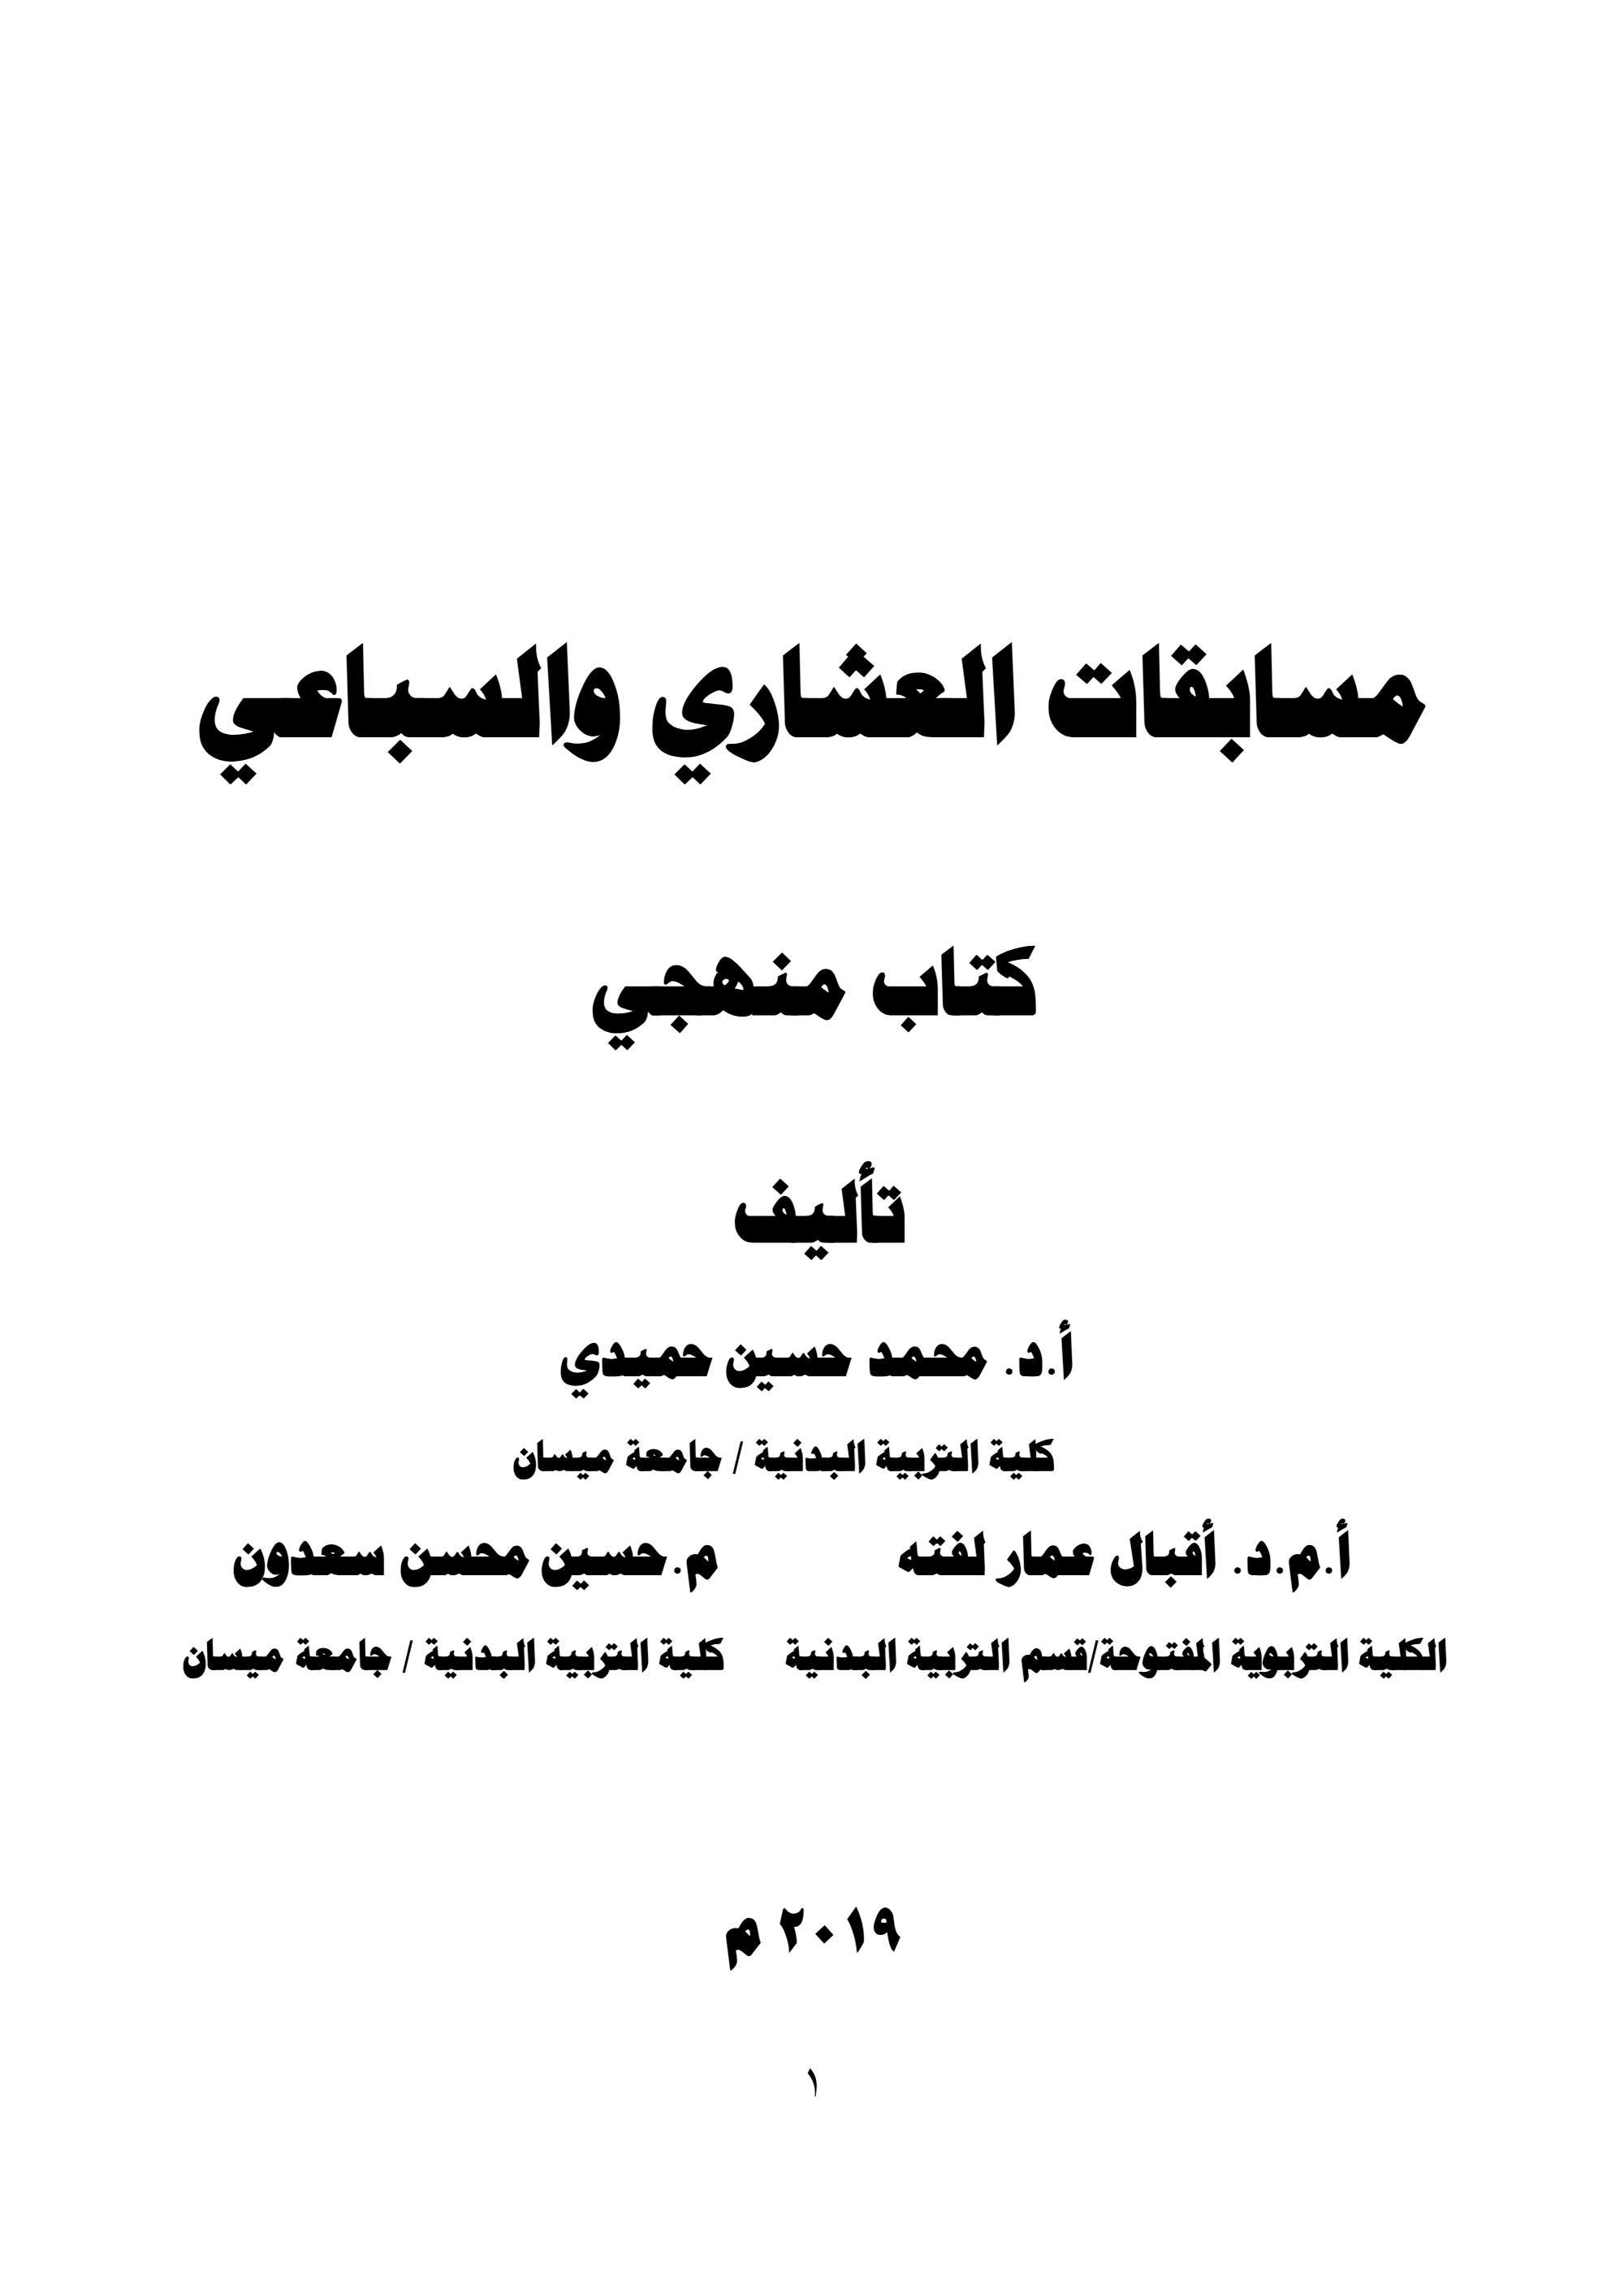 مسابقات العشاري والسباعي
كتاب منهجي
تأليف
أ.د. محمد حسين حميدي
كلية التربية البدنية / جامعة ميسان
أ.م.د. أقبال عمار لفته م.حسين محسن سعدون
الكلية التربوية المفتوحة/قسم التربية البدنية كلية التربية البدنية / جامعة ميسان
٢٠١٩ م
١